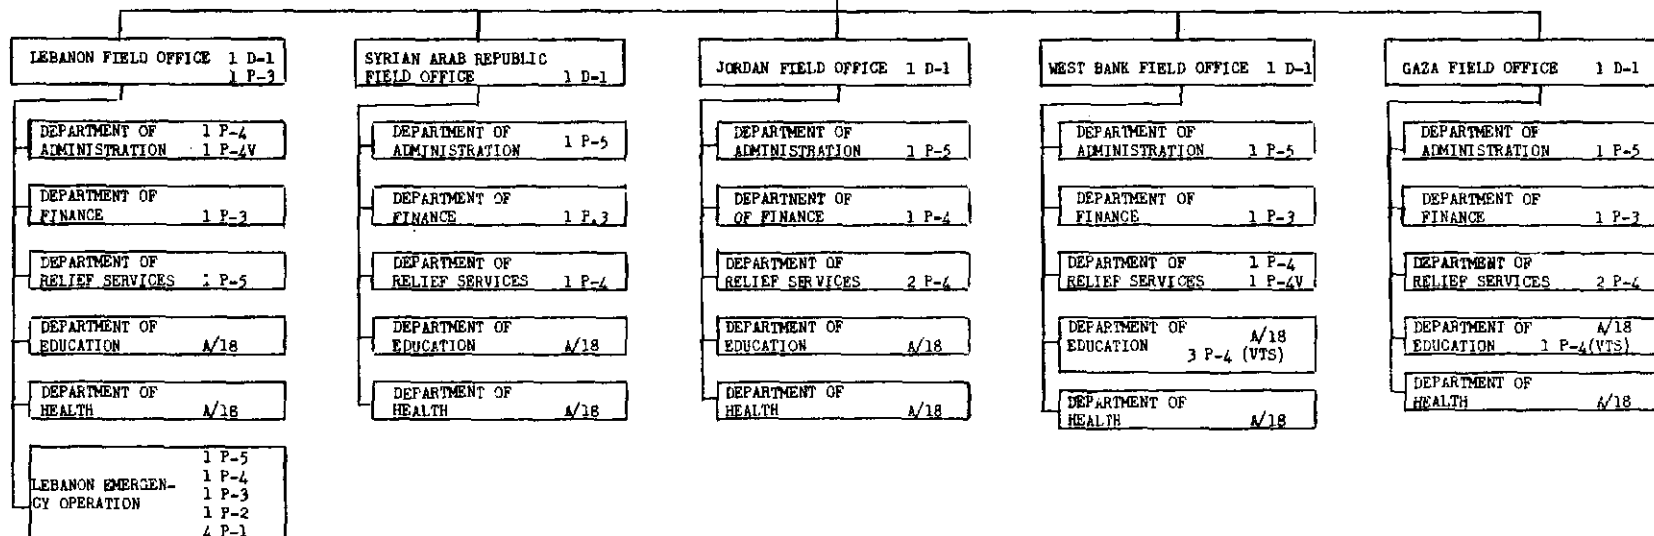 LEBANON FIELD OFFICE 1 D-1
1 P-3
DEPARTMENT OF 1 P-4
ADMINISTRATION 1 P-4V
DEPARTMENT OF
FINANCE 1 P-3
DEPARTMENT OF
RELIEF SERVICES 1 P-5
DEPARTMENT OF
EDUCATION A/18
DEPARTMENT OF
HEALTH A/18
1 P-5
1 P-4
LEBANON EMERGEN- 1 P-3
CY OPERATION 1 P-2
4 P-1
SYRIAN ARAB REPUBLIC
FIELD OFFICE 1 D-1
DEPARTMENT OF
ADMINISTRATION 1 P-5
DEPARTMENT OF
FINANCE 1 P.3
DEPARTMENT OF
RELIEF SERVICES 1 P-4
DEPARTMENT OF
EDUCATION A/18
DEPARTMENT OF
HEALTH A/18
JORDAN FIELD OFFICE 1 D-1
DEPARTMENT OF
ADMINISTRATION 1 P-5
DEPARTMENT OF
OF FINANCE 1 P-4
DEPARTMENT OF
RELIEF SERVICES 2 P-4
DEPARTMENT OF
EDUCATION A/18
DEPARTMENT OF
HEALTH A/18
WEST BANK FIELD OFFICE 1 D-1
DEPARTMENT OF
ADMINISTRATION 1 P-5
DEPARTMENT OF
FINANCE 1 P-3
DEPARTMENT OF 1 P-4
RELIEF SERVICES 1 P-4V
DEPARTMENT OF A/18
EDUCATION 3 P-4 (VTS)
DEPARTMENT OF
HEALTH A/18
GAZA FIELD OFFICE 1 D-1
DEPARTMENT OF
ADMINISTRATION 1 P-5
DEPARTMENT OF
FINANCE 1 P-3
DEPARTMENT OF
RELIEF SERVICES 2 P-4
DEPARTMENT OF A/18
EDUCATION 1 P-4(VTS)
DEPARTMENT OF
HEALTH A/18